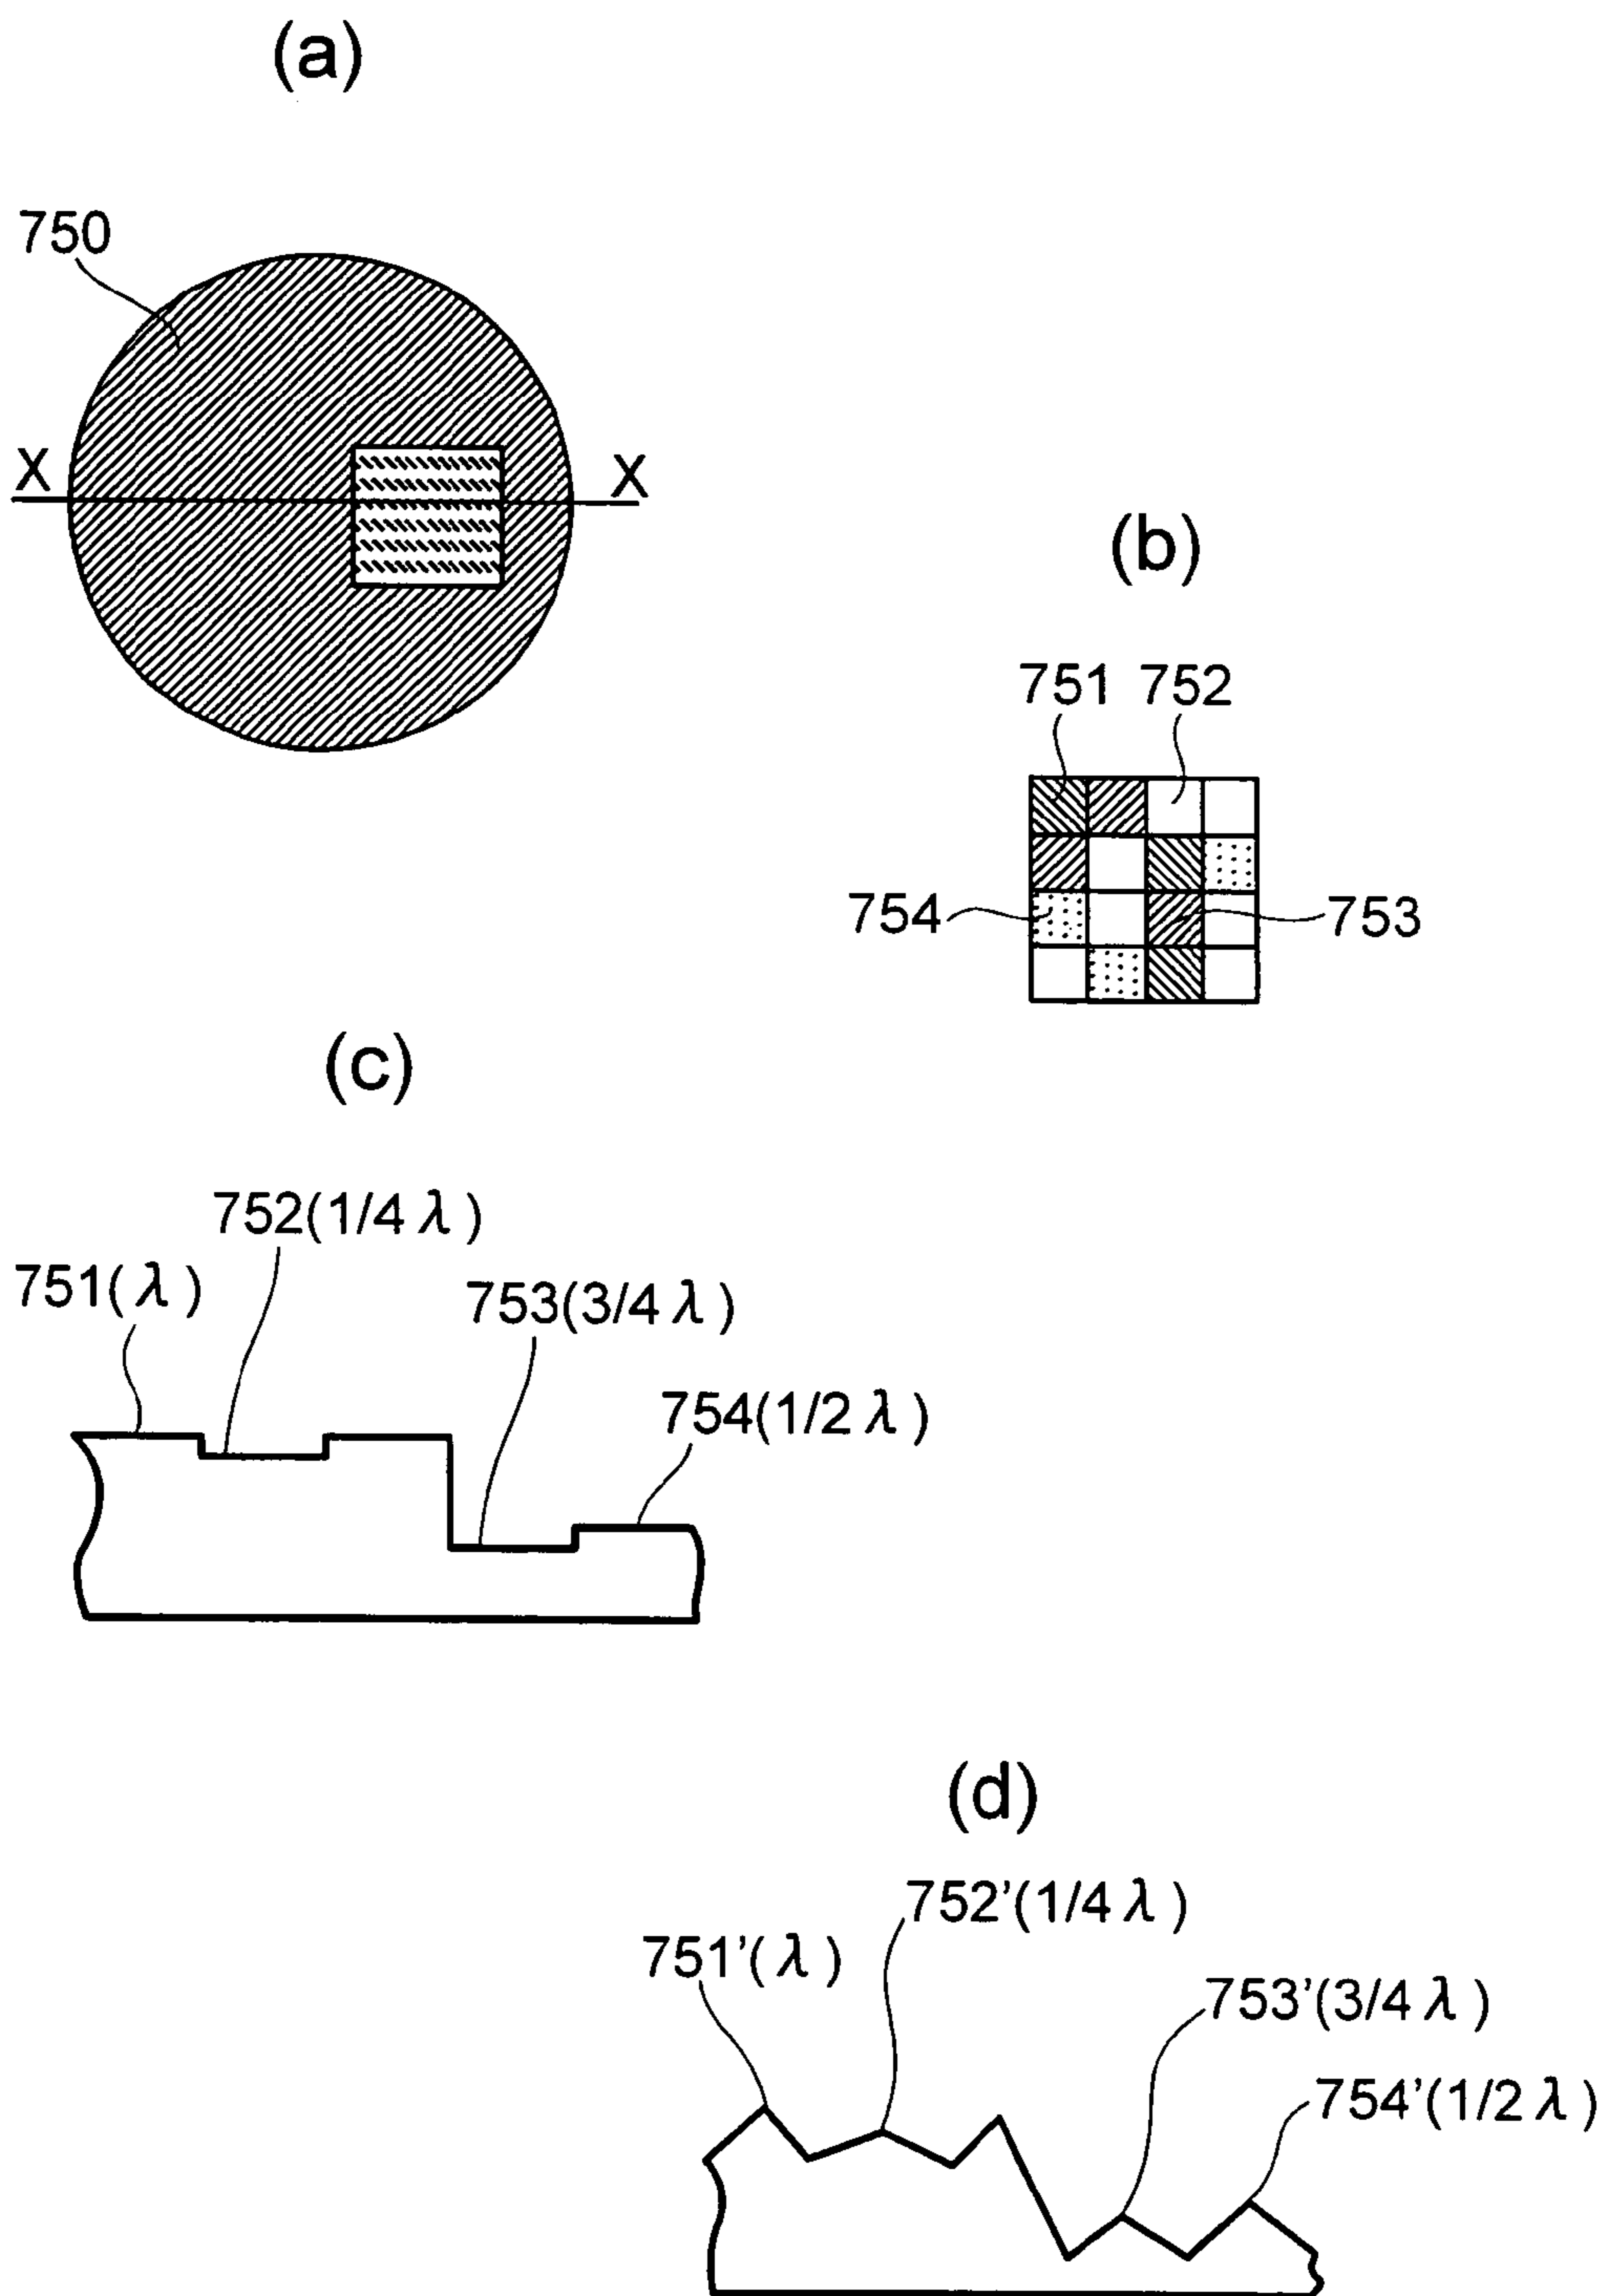 (a)
750
X X
(b)
751 752
754 753
(c)
752(1/4 λ)
751(λ)
753(3/4 λ)
754(1/2 λ)
(d)
752’(1/4 λ)
751’(λ)
753’(3/4 λ)
754’(1/2 λ)